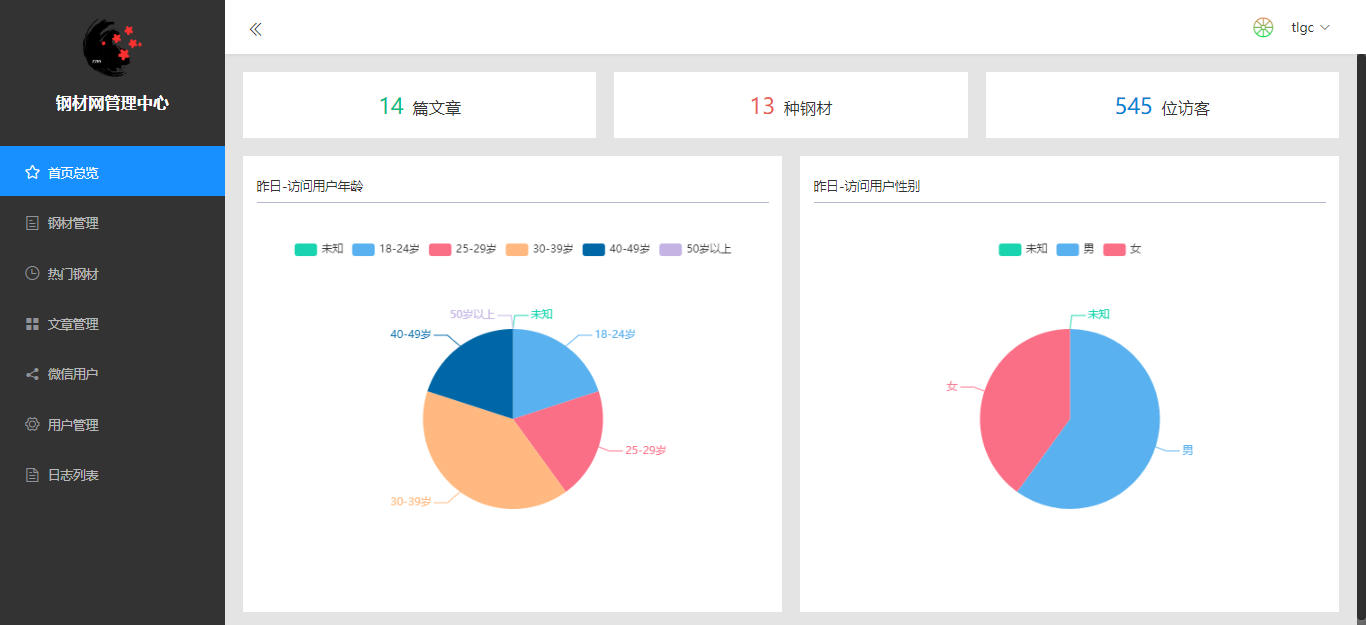 钢材网管理中心
首页总览
钢材管理
热门钢材
文章管理
微信用户
用户管理
日志列表
tlgc
14 篇文章
13 种钢材
545 位访客
昨日-访问用户年龄
未知 18-24岁 25-29岁 30-39岁 40-49岁 50岁以上
50岁以上 未知
40-49岁 18-24岁
25-29岁
30-39岁
昨日-访问用户性别
未知 男 女
未知
女
男